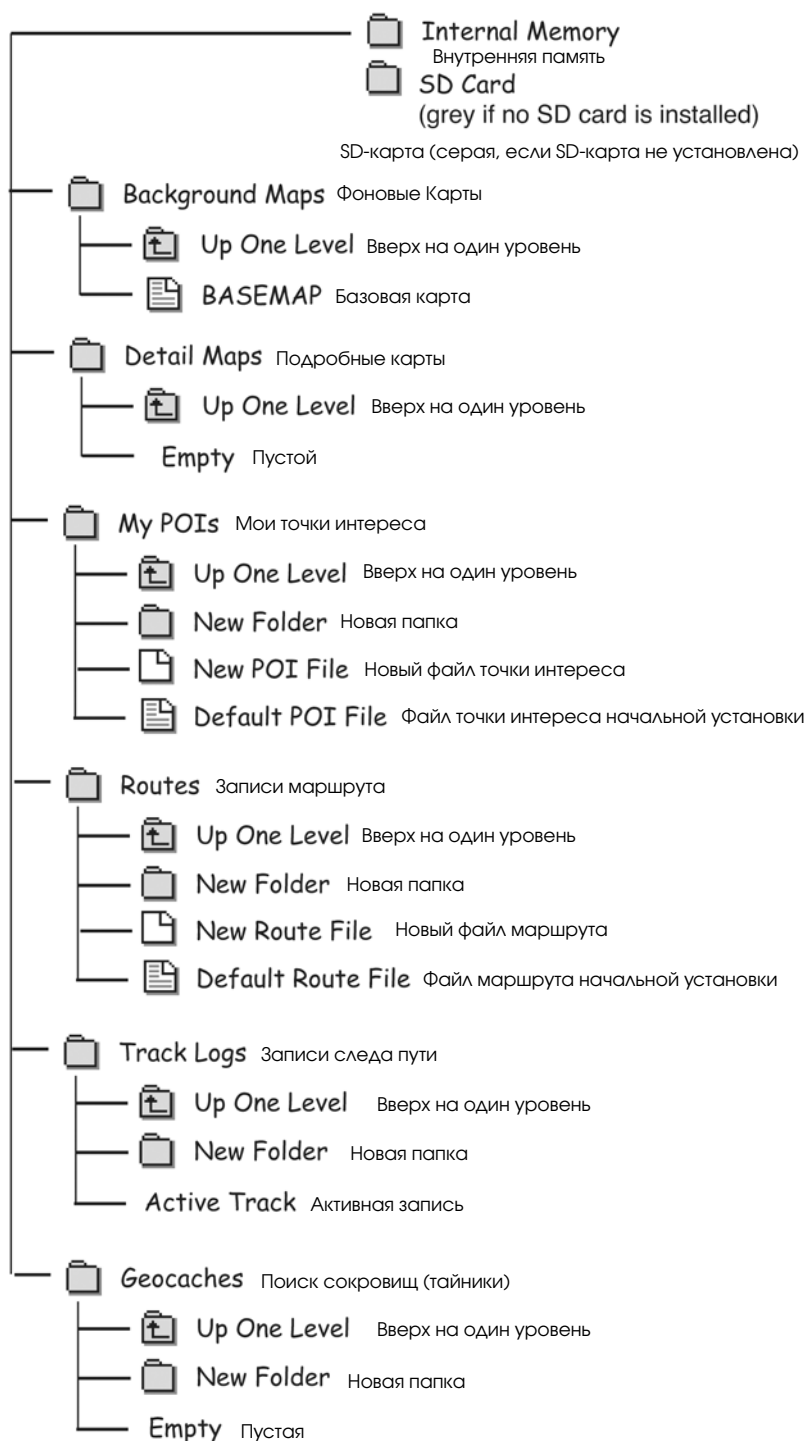 Internal Memory
Внутренняя память
SD Card
(grey if no SD card is installed)
SD-карта (серая, если SD-карта не установлена)
Background Maps Фоновые Карты
Up One Level Вверх на один уровень
BASEMAP Базовая карта
Detail Maps Подробные карты
Up One Level Вверх на один уровень
Empty Пустой
My POIs Мои точки интереса
Up One Level Вверх на один уровень
New Folder Новая папка
New POI File Новый файл точки интереса
Default POI File Файл точки интереса начальной установки
Routes Записи маршрута
Up One Level Вверх на один уровень
New Folder Новая папка
New Route File Новый файл маршрута
Default Route File Файл маршрута начальной установки
Track Logs Записи следа пути
Up One Level Вверх на один уровень
New Folder Новая папка
Active Track Активная запись
Geocaches Поиск сокровищ (тайники)
Up One Level Вверх на один уровень
New Folder Новая папка
Empty Пустая